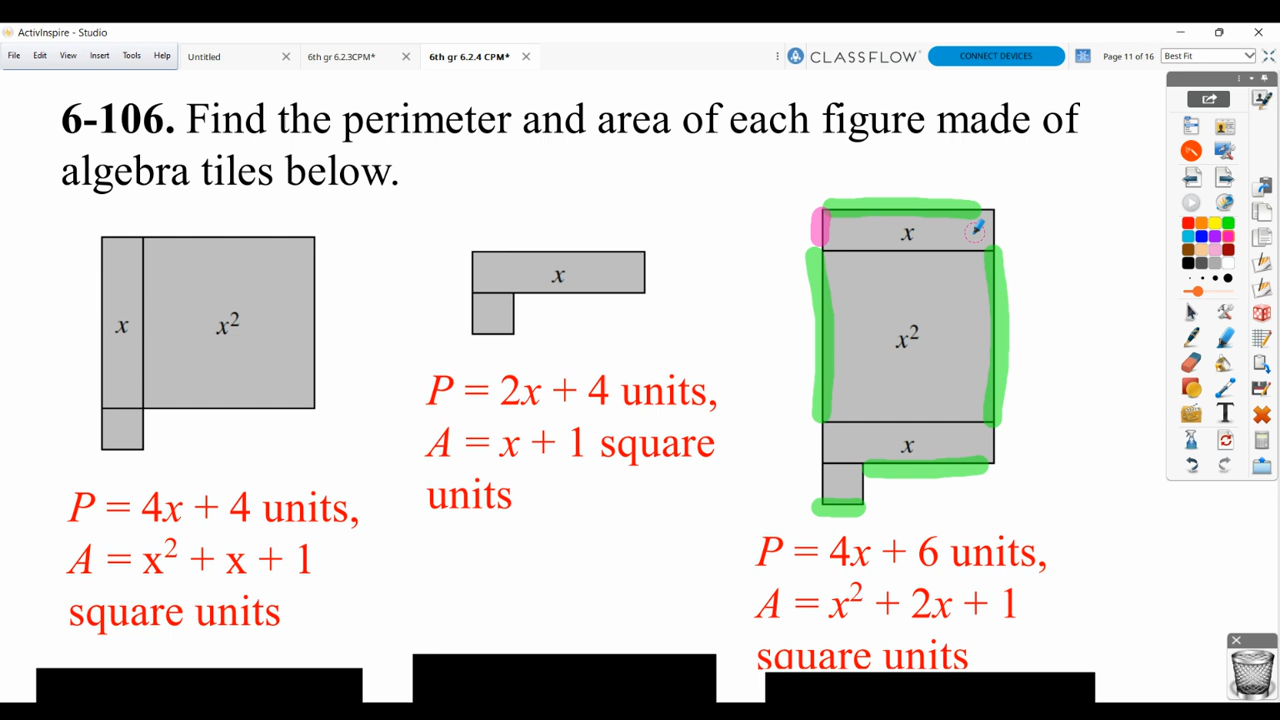 ActivInspire - Studio
File Edit View Insert Tools Help
Untitled
6th gr 6.2.3CPM*
6th gr 6.2.4 CPM*
CLASSFLOW
CONNECT DEVICES
Page 11 of 16
Best Fit
6-106. Find the perimeter and area of each figure made of
algebra tiles below.
x
x²
P = 4x + 4 units,
A = x² + x + 1
square units
x
P = 2x + 4 units,
A = x + 1 square
units
x
x²
x
P = 4x + 6 units,
A = x² + 2x + 1
square units
T